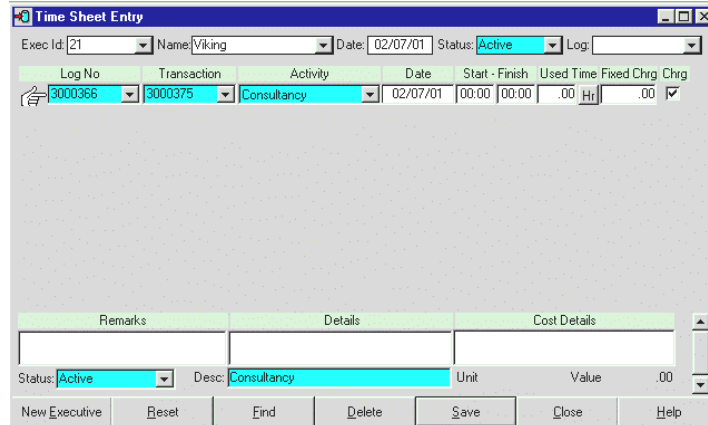 Time Sheet Entry
Exec Id: 21 Name: Viking Date: 02/07/01 Status: Active Log:
Log No Transaction Activity Date Start - Finish Used Time Fixed Chrg Chrg
3000366 3000375 Consultancy 02/07/01 00:00 00:00 .00 Hr .00
Remarks Details Cost Details
Status: Active Desc: Consultancy Unit Value .00
New Executive Reset Find Delete Save Close Help